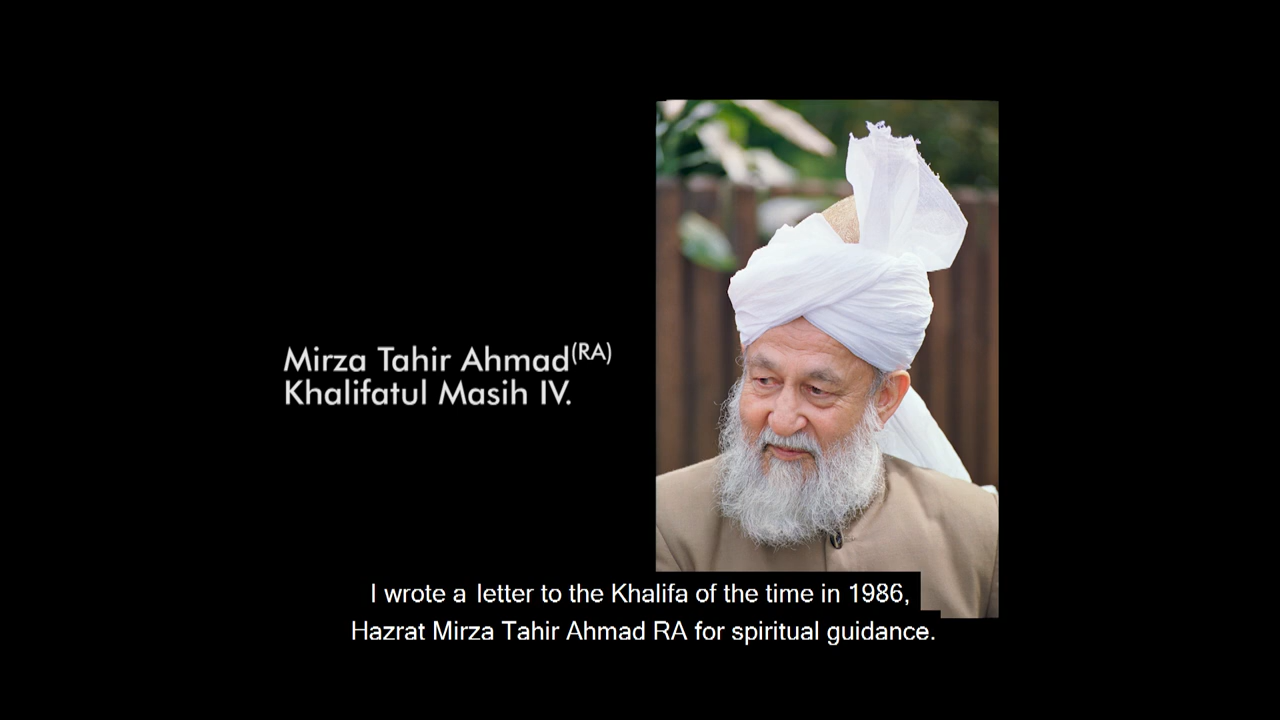 Mirza Tahir Ahmad(RA)
Khalifatul Masih IV.
I wrote a letter to the Khalifa of the time in 1986,
Hazrat Mirza Tahir Ahmad RA for spiritual guidance.